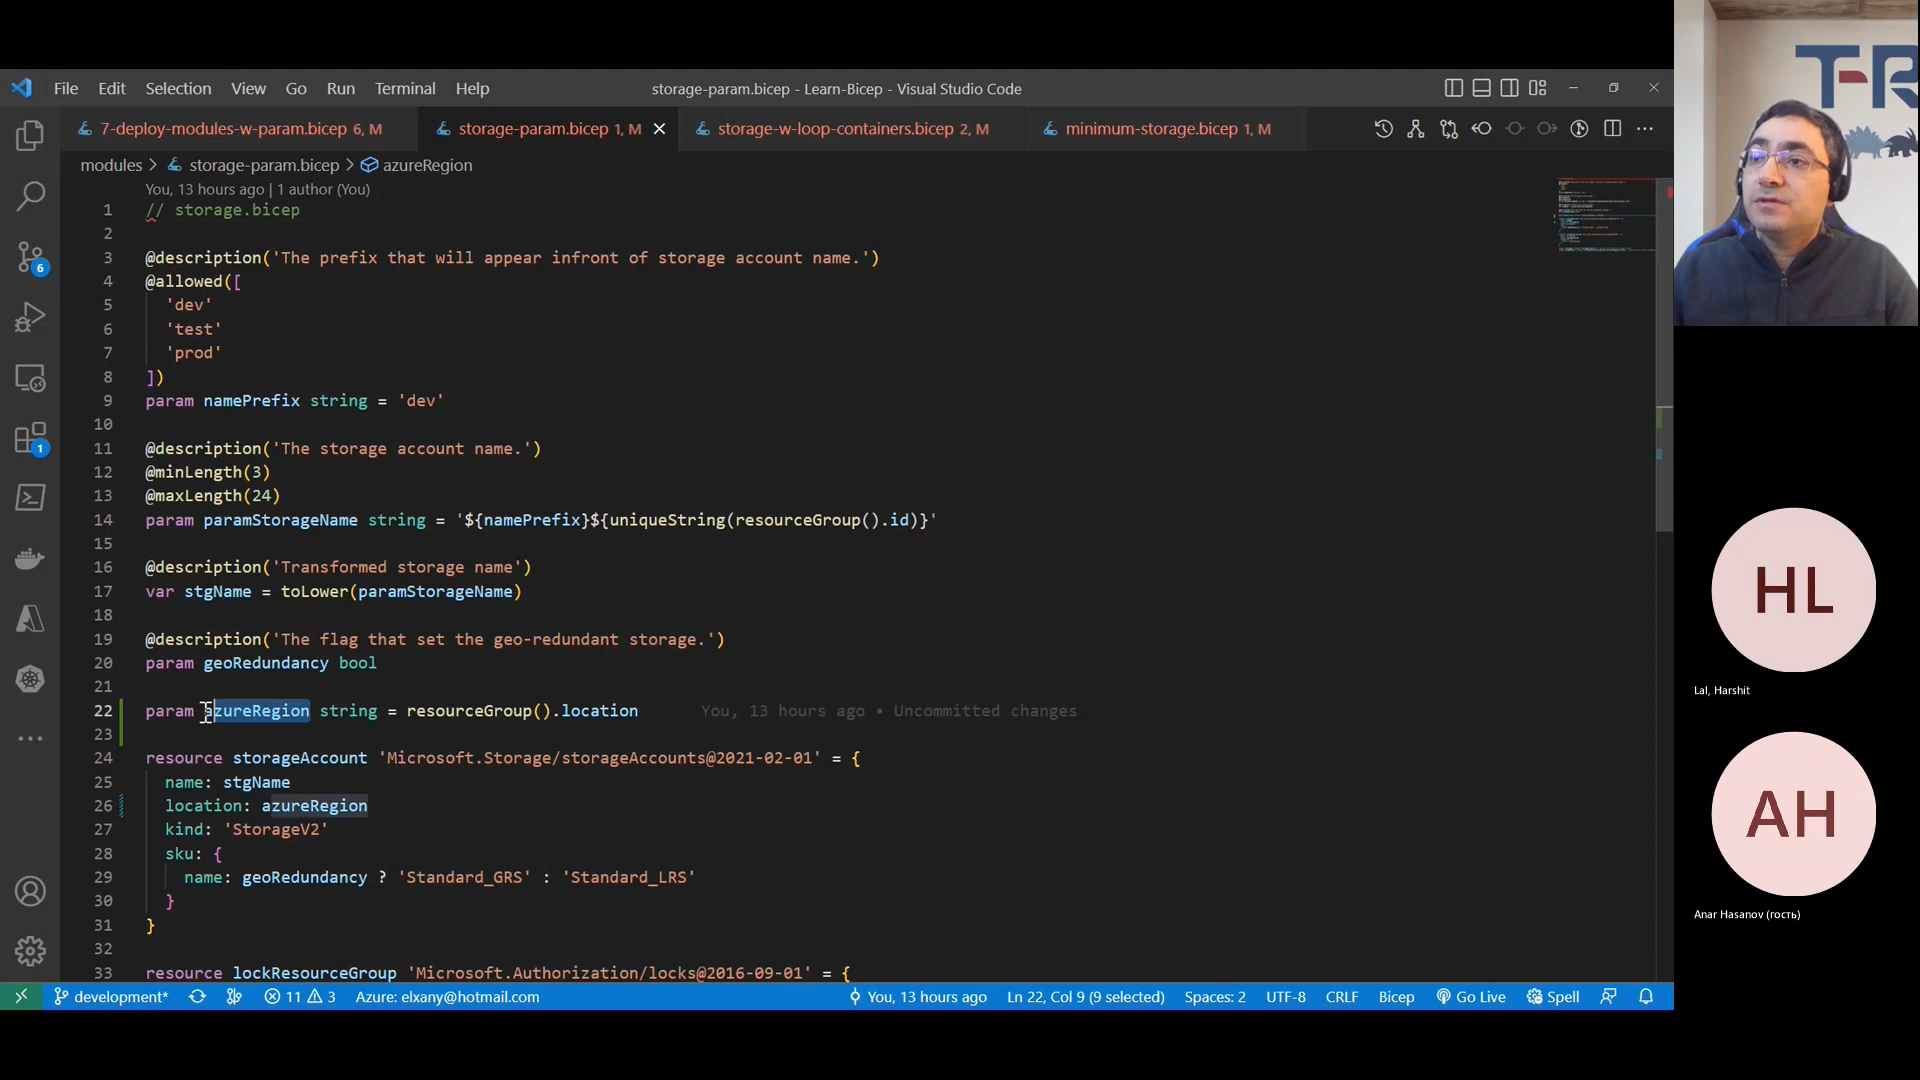 File Edit Selection View Go Run Terminal Help
storage-param.bicep - Learn-Bicep - Visual Studio Code
7-deploy-modules-w-param.bicep 6, M
storage-param.bicep 1, M
storage-w-loop-containers.bicep 2, M
minimum-storage.bicep 1, M
modules > storage-param.bicep > azureRegion
You, 13 hours ago | 1 author (You)
1 // storage.bicep
2
3 @description('The prefix that will appear infront of storage account name.')
4 @allowed([
5 'dev'
6 'test'
7 'prod'
8 ])
9 param namePrefix string = 'dev'
10
11 @description('The storage account name.')
12 @minLength(3)
13 @maxLength(24)
14 param paramStorageName string = '${namePrefix}${uniqueString(resourceGroup().id)}'
15
16 @description('Transformed storage name')
17 var stgName = toLower(paramStorageName)
18
19 @description('The flag that set the geo-redundant storage.')
20 param geoRedundancy bool
21
22 param azureRegion string = resourceGroup().location You, 13 hours ago • Uncommitted changes
23
24 resource storageAccount 'Microsoft.Storage/storageAccounts@2021-02-01' = {
25 name: stgName
26 location: azureRegion
27 kind: 'StorageV2'
28 sku: {
29 name: geoRedundancy ? 'Standard_GRS' : 'Standard_LRS'
30 }
31 }
32
33 resource lockResourceGroup 'Microsoft.Authorization/locks@2016-09-01' = {
6
1
development* 11 3 Azure: elxany@hotmail.com You, 13 hours ago Ln 22, Col 9 (9 selected) Spaces: 2 UTF-8 CRLF Bicep Go Live Spell
T-R
HL
Lal, Harshit
AH
Anar Hasanov (гость)